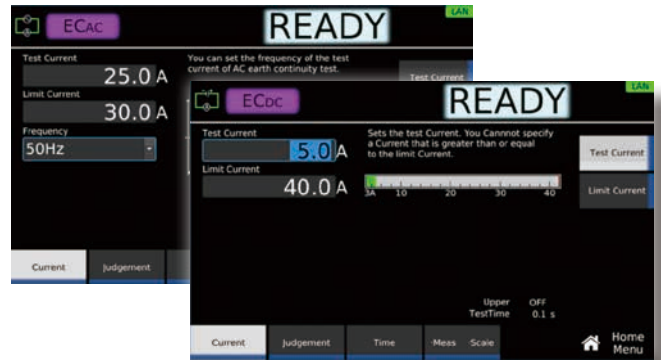 ECAC
READY
LAN
Test Current
25.0 A
Limit Current
30.0 A
Frequency
50Hz
You can set the frequency of the test
current of AC earth continuity test.
Test Current
Current
Judgement
ECDC
READY
LAN
Test Current
5.0 A
Limit Current
40.0 A
Sets the test Current. You Cannnot specify
a Current that is greater than or equal
to the limit Current.
3A 10 20 30 40
Test Current
Limit Current
Upper OFF
TestTime 0.1 s
Current Judgement Time Meas Scale
Home
Menu